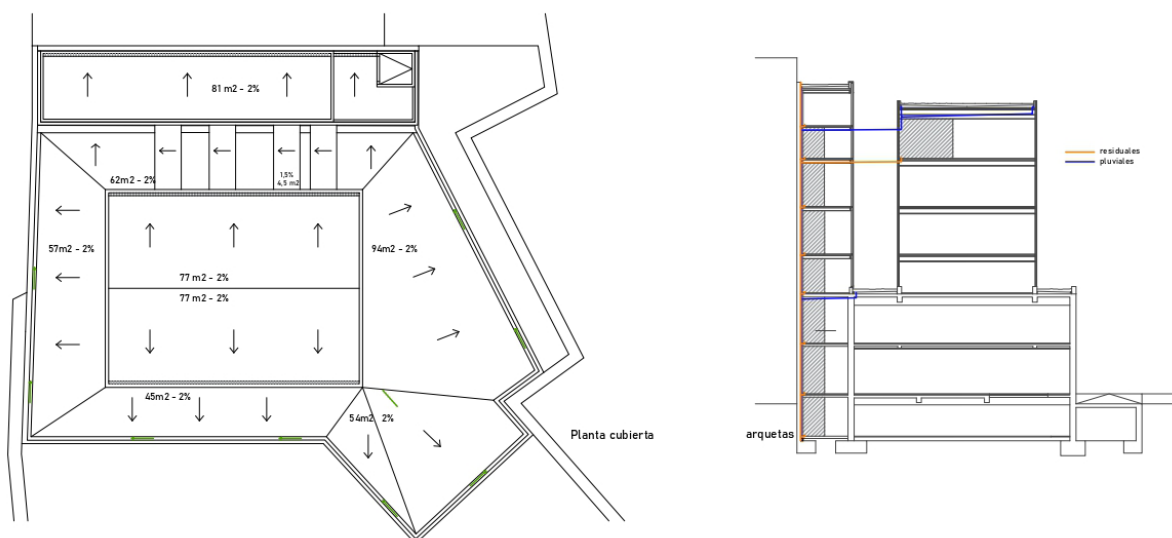 81 m2 - 2%
62m2 - 2%
1,5%
4,5 m2
57m2 - 2%
94m2 - 2%
77 m2 - 2%
77 m2 - 2%
45m2 - 2%
54m2 2%
Planta cubierta
residuales
pluviales
arquetas